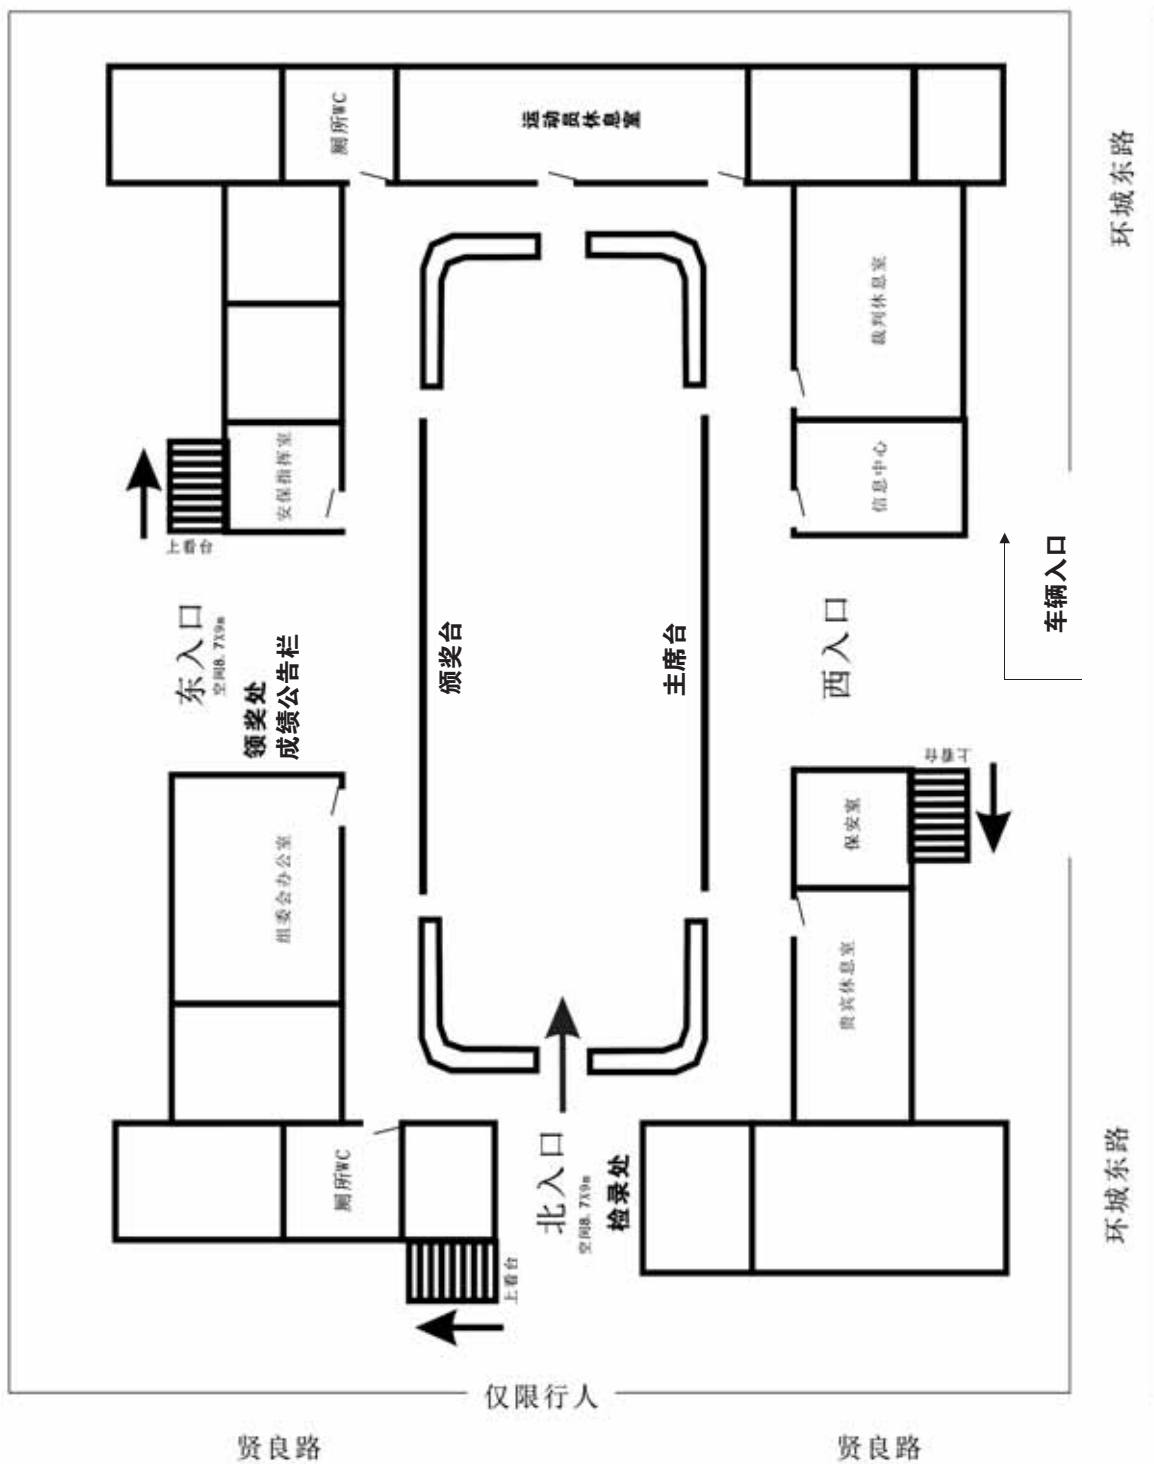 厕所WC
运动员休息室
环城东路
裁判休息室
安保指挥室
信息中心
上看台
车辆入口
东入口
空间8.7X9m
领奖处
成绩公告栏
颁奖台
主席台
西入口
上看台
组委会办公室
保安室
贵宾休息室
厕所WC
北入口
空间8.7X9m
检录处
环城东路
上看台
仅限行人
贤良路
贤良路